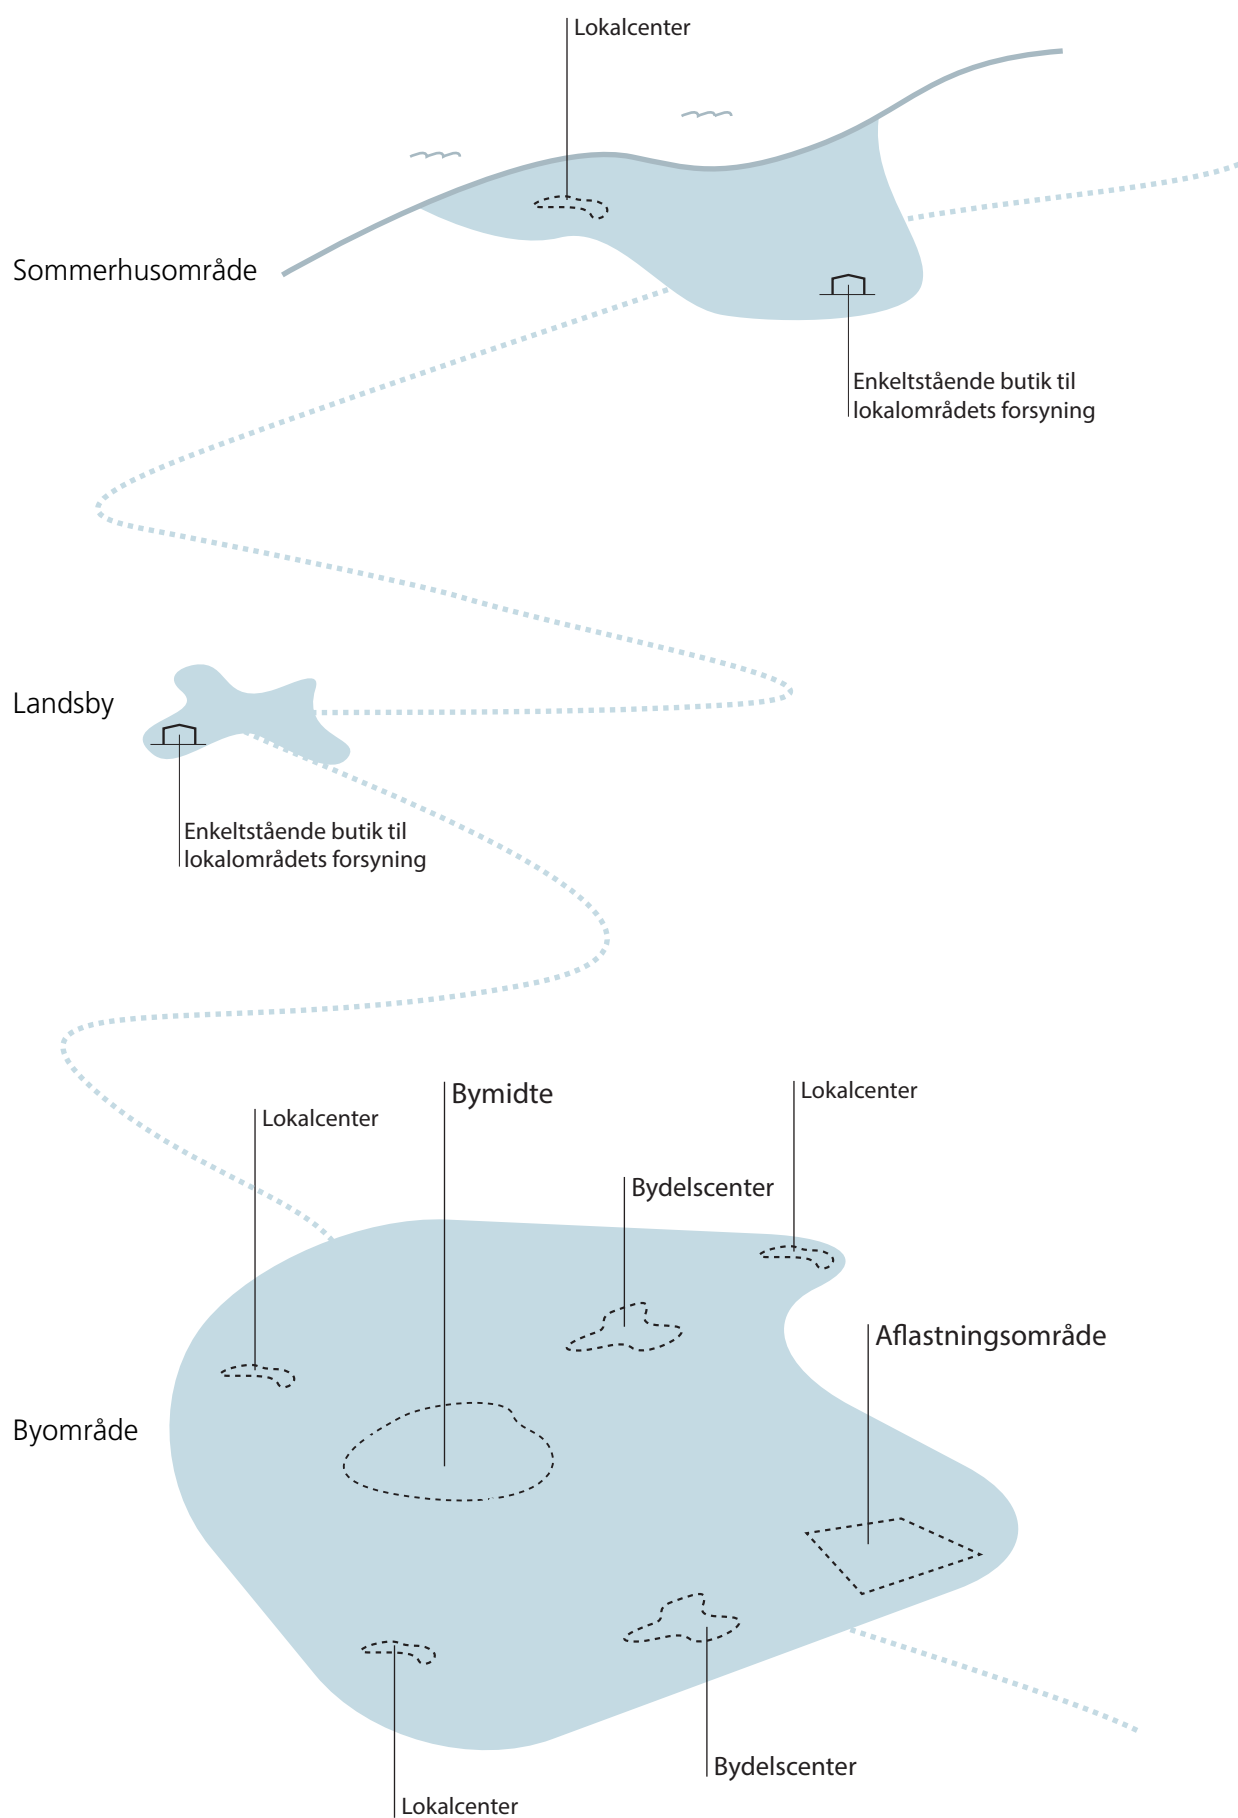 Lokalcenter
Sommerhusområde
Enkeltstående butik til
lokalområdets forsyning
Landsby
Enkeltstående butik til
lokalområdets forsyning
Bymidte
Lokalcenter
Lokalcenter
Bydelscenter
Aflastningsområde
Byområde
Bydelscenter
Lokalcenter